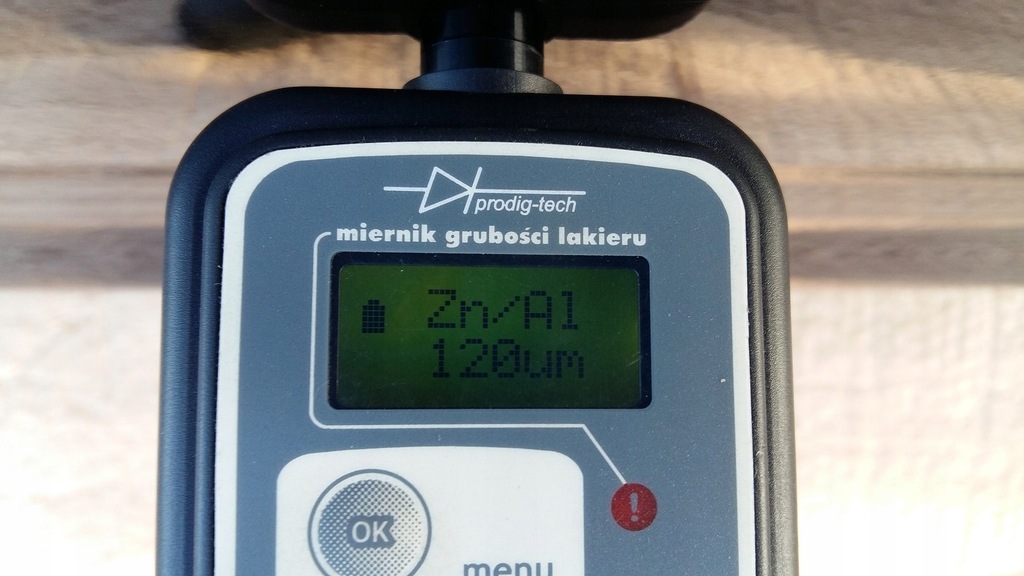 prodig-tech
miernik grubości lakieru
Zn/Al
120um
OK
menu